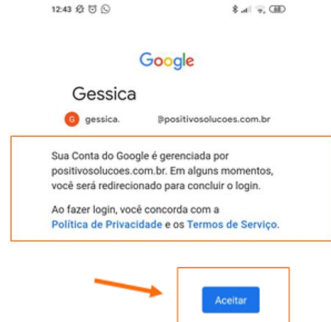 12:43
Google
Gessica
G gessica. @positivosolucoes.com.br
Sua Conta do Google é gerenciada por
positivosolucoes.com.br. Em alguns momentos,
você será redirecionado para concluir o login.
Ao fazer login, você concorda com a
Política de Privacidade e os Termos de Serviço.
Aceitar